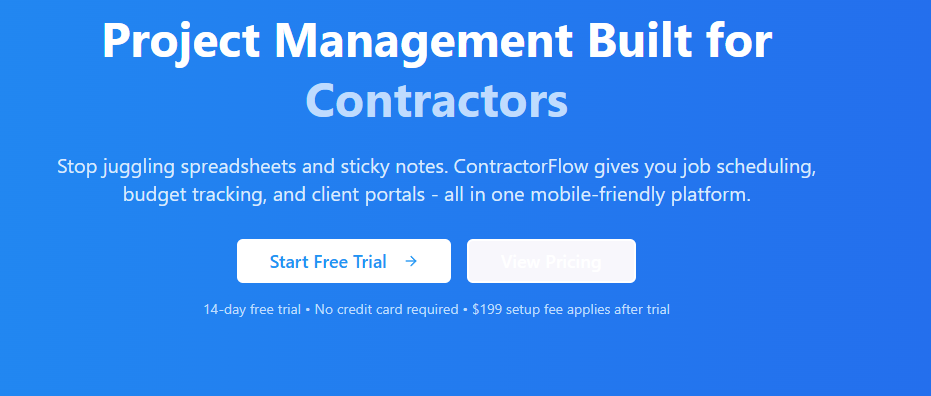 Project Management Built for
Contractors
Stop juggling spreadsheets and sticky notes. ContractorFlow gives you job scheduling,
budget tracking, and client portals - all in one mobile-friendly platform.
Start Free Trial → View Pricing
14-day free trial • No credit card required • $199 setup fee applies after trial